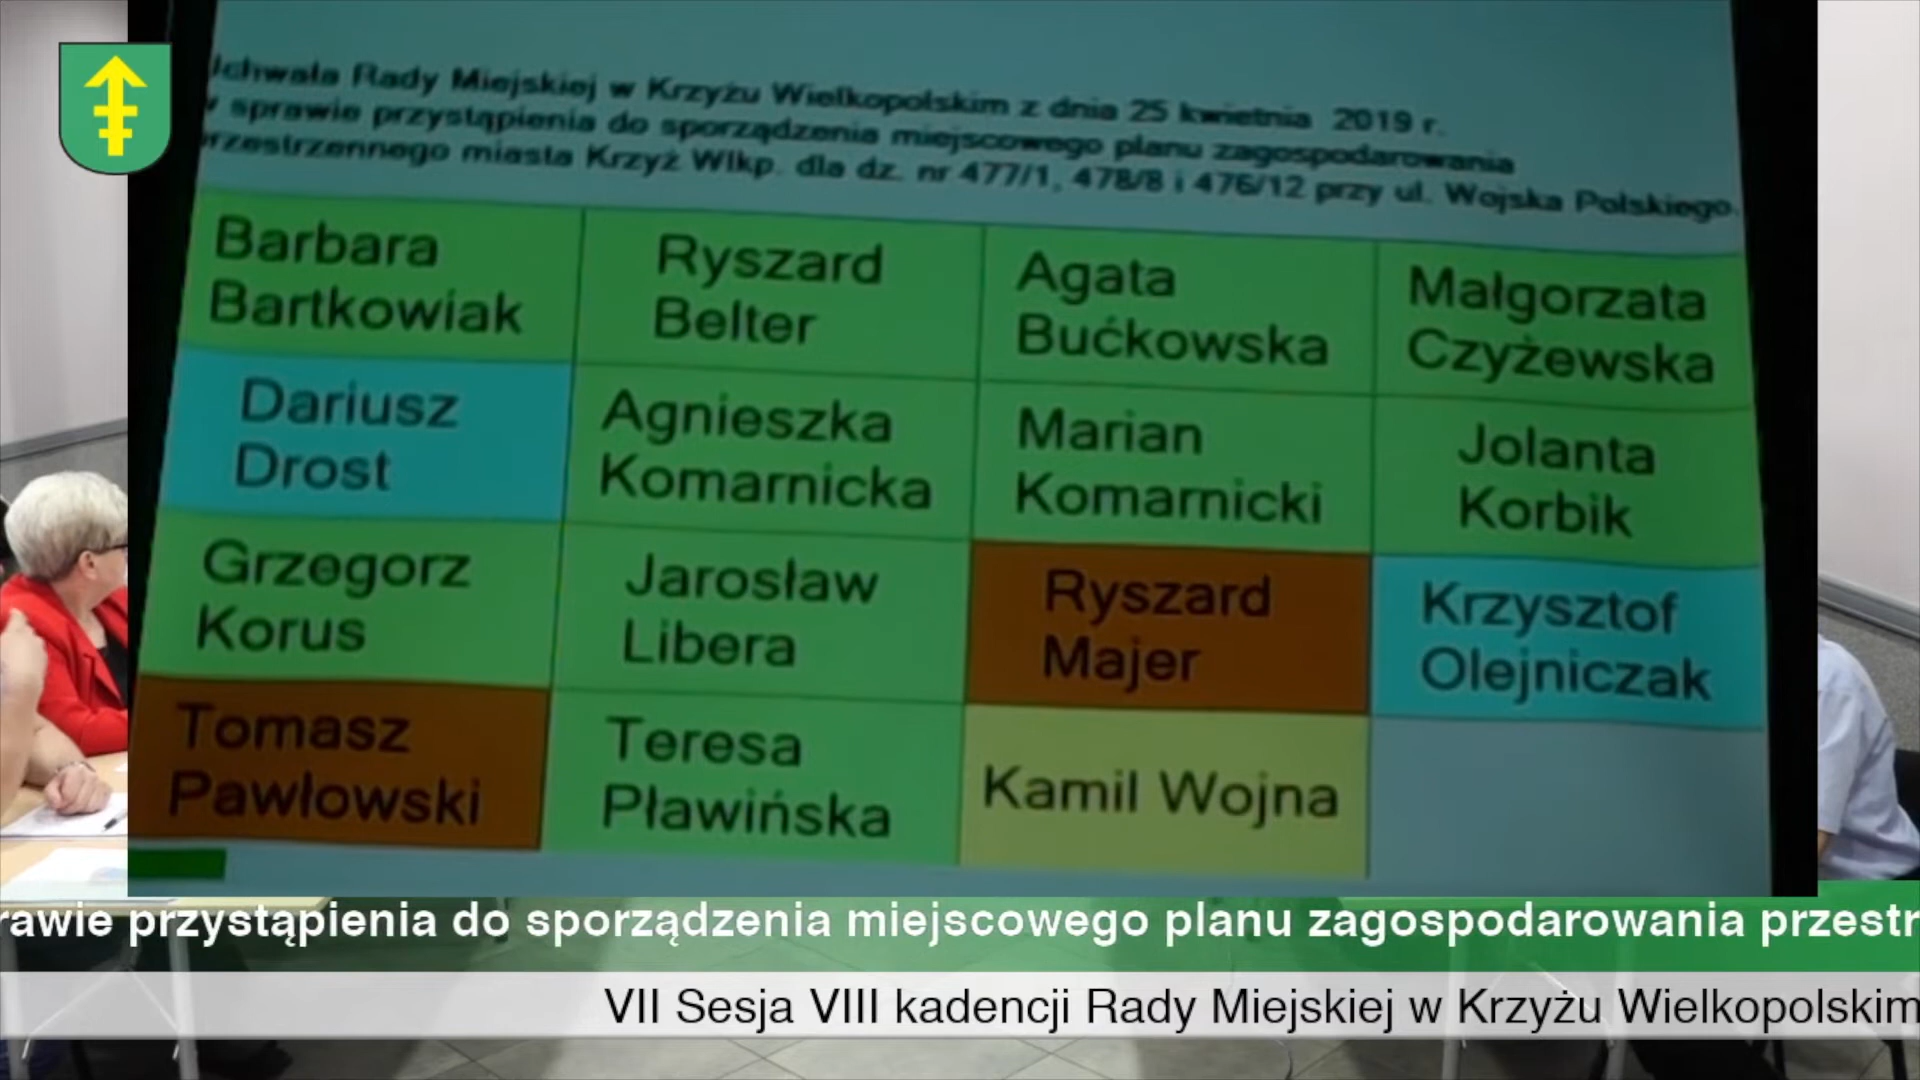 Uchwała Rady Miejskiej w Krzyżu Wielkopolskim z dnia 25 kwietnia 2019 r.
w sprawie przystąpienia do sporządzenia miejscowego planu zagospodarowania
przestrzennego miasta Krzyż Wlkp. dla dz. nr 477/1, 478/8 i 476/12 przy ul. Wojska Polskiego.
Barbara
Bartkowiak
Ryszard
Belter
Agata
Bućkowska
Małgorzata
Czyżewska
Dariusz
Drost
Agnieszka
Komarnicka
Marian
Komarnicki
Jolanta
Korbik
Grzegorz
Korus
Jarosław
Libera
Ryszard
Majer
Krzysztof
Olejniczak
Tomasz
Pawłowski
Teresa
Pławińska
Kamil Wojna
rawie przystąpienia do sporządzenia miejscowego planu zagospodarowania przestr
VII Sesja VIII kadencji Rady Miejskiej w Krzyżu Wielkopolskim